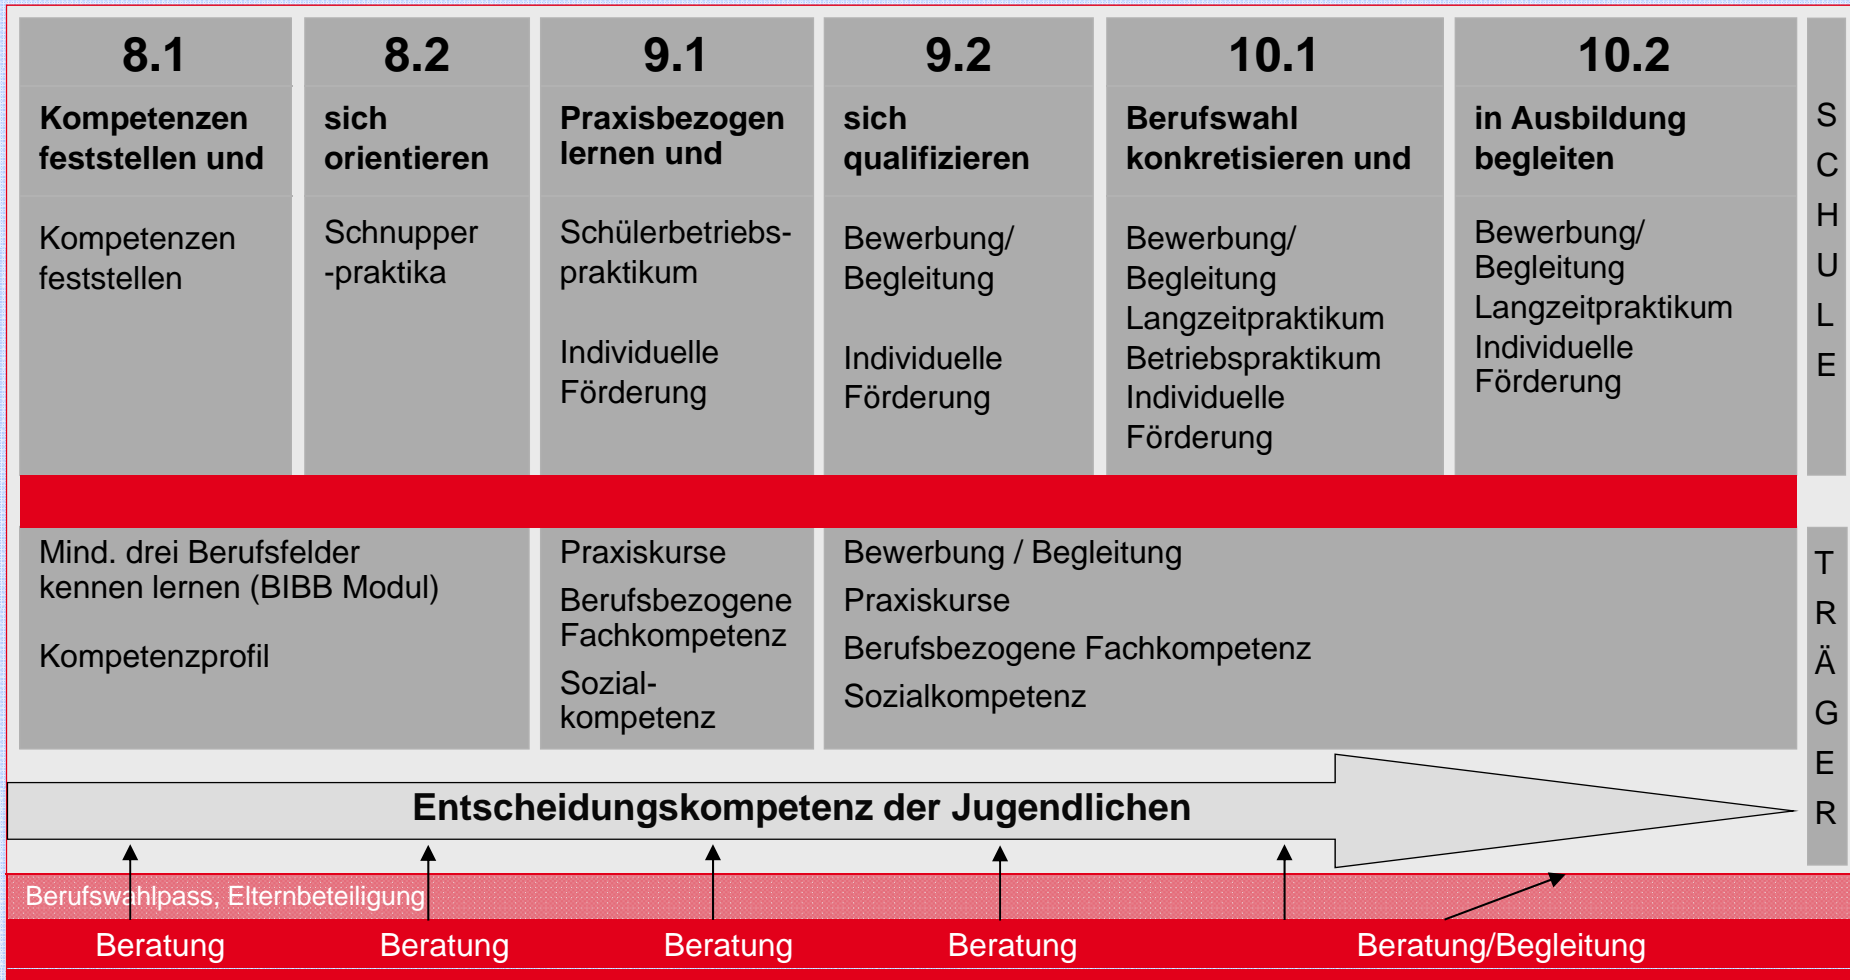 8.1
8.2
9.1
9.2
10.1
10.2
Kompetenzen
feststellen und
sich
orientieren
Praxisbezogen
lernen und
sich
qualifizieren
Berufswahl
konkretisieren und
in Ausbildung
begleiten
Kompetenzen
feststellen
Schnupper
-praktika
Schülerbetriebs-
praktikum
Individuelle
Förderung
Bewerbung/
Begleitung
Individuelle
Förderung
Bewerbung/
Begleitung
Langzeitpraktikum
Betriebspraktikum
Individuelle
Förderung
Bewerbung/
Begleitung
Langzeitpraktikum
Individuelle
Förderung
S
C
H
U
L
E
Mind. drei Berufsfelder
kennen lernen (BIBB Modul)
Kompetenzprofil
Praxiskurse
Berufsbezogene
Fachkompetenz
Sozial-
kompetenz
Bewerbung / Begleitung
Praxiskurse
Berufsbezogene Fachkompetenz
Sozialkompetenz
T
R
Ä
G
E
R
Entscheidungskompetenz der Jugendlichen
Berufswahlpass, Elternbeteiligung
Beratung
Beratung
Beratung
Beratung
Beratung/Begleitung